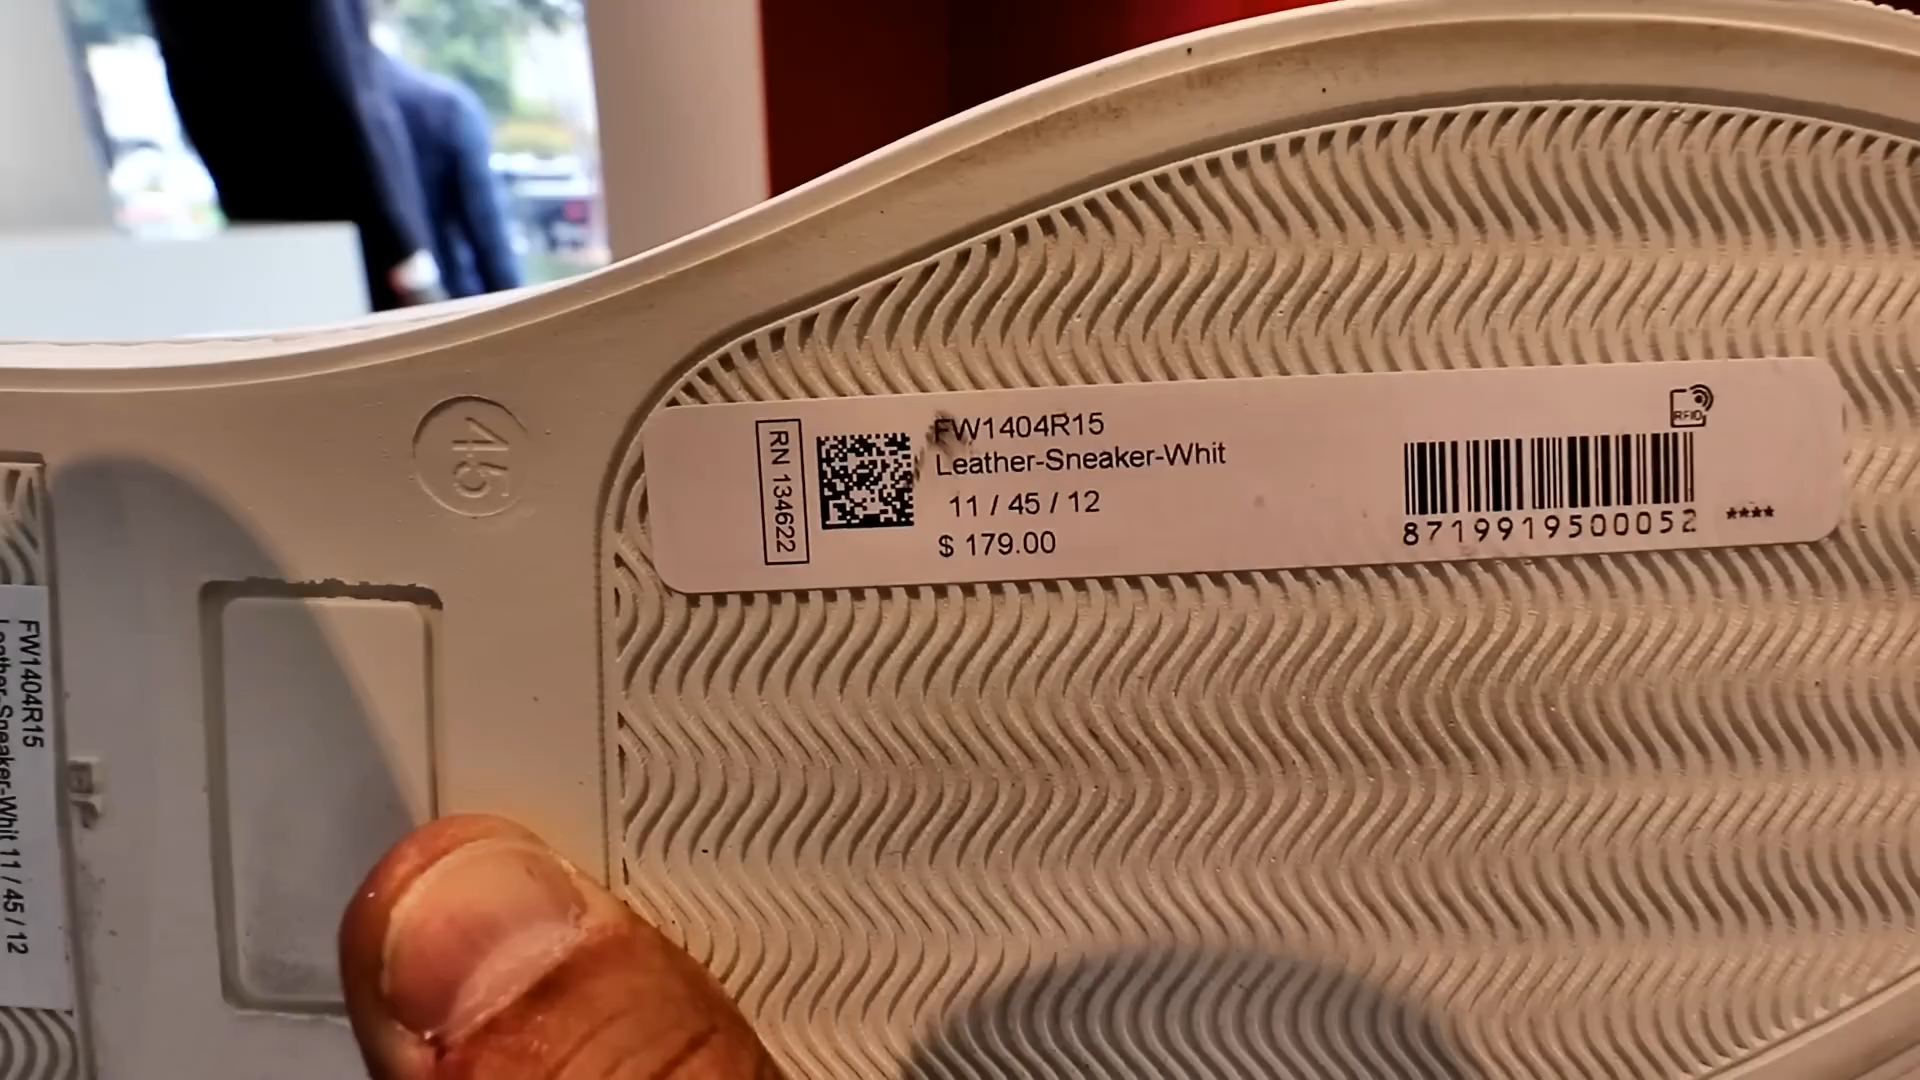 45
RN 134622
FW1404R15
Leather-Sneaker-Whit
11 / 45 / 12
$ 179.00
RFID
8719919500052
****
FW1404R15
Leather-Sneaker-Whit 11 / 45 / 12